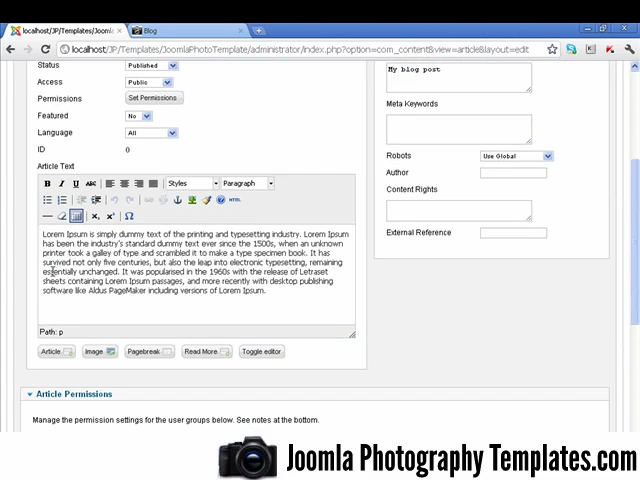 localhost/JP/Templates/Jooml
Blog
localhost/JP/Templates/JoomlaPhotoTemplate/administrator/index.php?option=com_content&view=article&layout=edit
Status Published
Access Public
Permissions Set Permissions
Featured No
Language All
ID 0
Article Text
B I U ABC Styles Paragraph
HTML
x₂ x² Ω
Lorem Ipsum is simply dummy text of the printing and typesetting industry. Lorem Ipsum
has been the industry's standard dummy text ever since the 1500s, when an unknown
printer took a galley of type and scrambled it to make a type specimen book. It has
survived not only five centuries, but also the leap into electronic typesetting, remaining
essentially unchanged. It was popularised in the 1960s with the release of Letraset
sheets containing Lorem Ipsum passages, and more recently with desktop publishing
software like Aldus PageMaker including versions of Lorem Ipsum.
Path: p
Article Image Pagebreak Read More Toggle editor
My blog post
Meta Keywords
Robots Use Global
Author
Content Rights
External Reference
Article Permissions
Manage the permission settings for the user groups below. See notes at the bottom.
Joomla Photography Templates.com